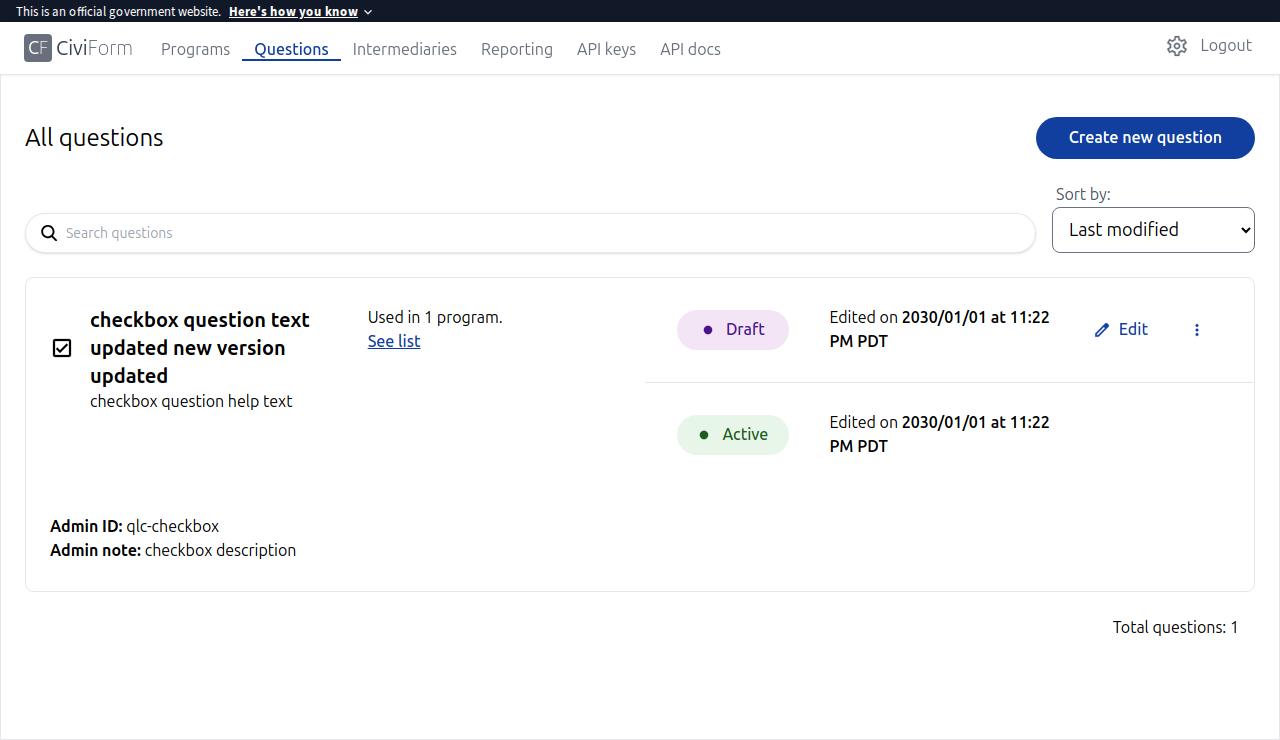 This is an official government website. Here's how you know
CF CiviForm Programs Questions Intermediaries Reporting API keys API docs Logout
All questions
Create new question
Sort by:
Search questions
Last modified
checkbox question text
updated new version
updated
checkbox question help text
Used in 1 program.
See list
Draft
Edited on 2030/01/01 at 11:22
PM PDT
Edit
Active
Edited on 2030/01/01 at 11:22
PM PDT
Admin ID: qlc-checkbox
Admin note: checkbox description
Total questions: 1